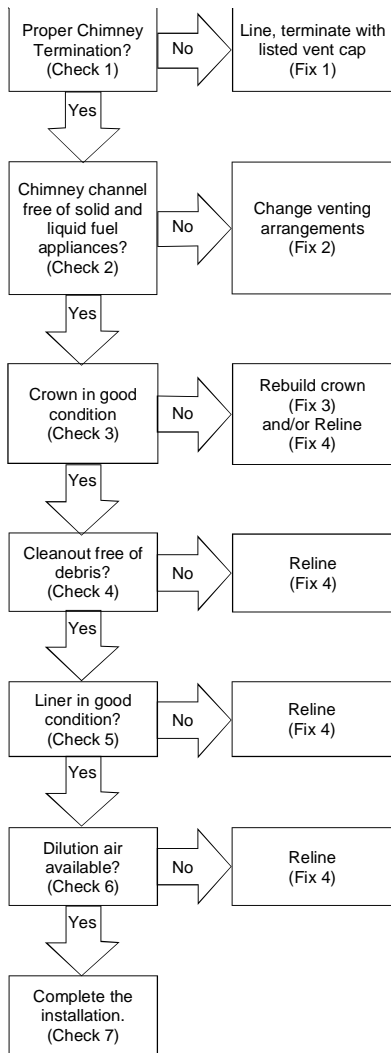 Proper Chimney
Termination?
(Check 1)
No
Line, terminate with
listed vent cap
(Fix 1)
Yes
Chimney channel
free of solid and
liquid fuel
appliances?
(Check 2)
No
Change venting
arrangements
(Fix 2)
Yes
Crown in good
condition
(Check 3)
No
Rebuild crown
(Fix 3)
and/or Reline
(Fix 4)
Yes
Cleanout free of
debris?
(Check 4)
No
Reline
(Fix 4)
Yes
Liner in good
condition?
(Check 5)
No
Reline
(Fix 4)
Yes
Dilution air
available?
(Check 6)
No
Reline
(Fix 4)
Yes
Complete the
installation.
(Check 7)